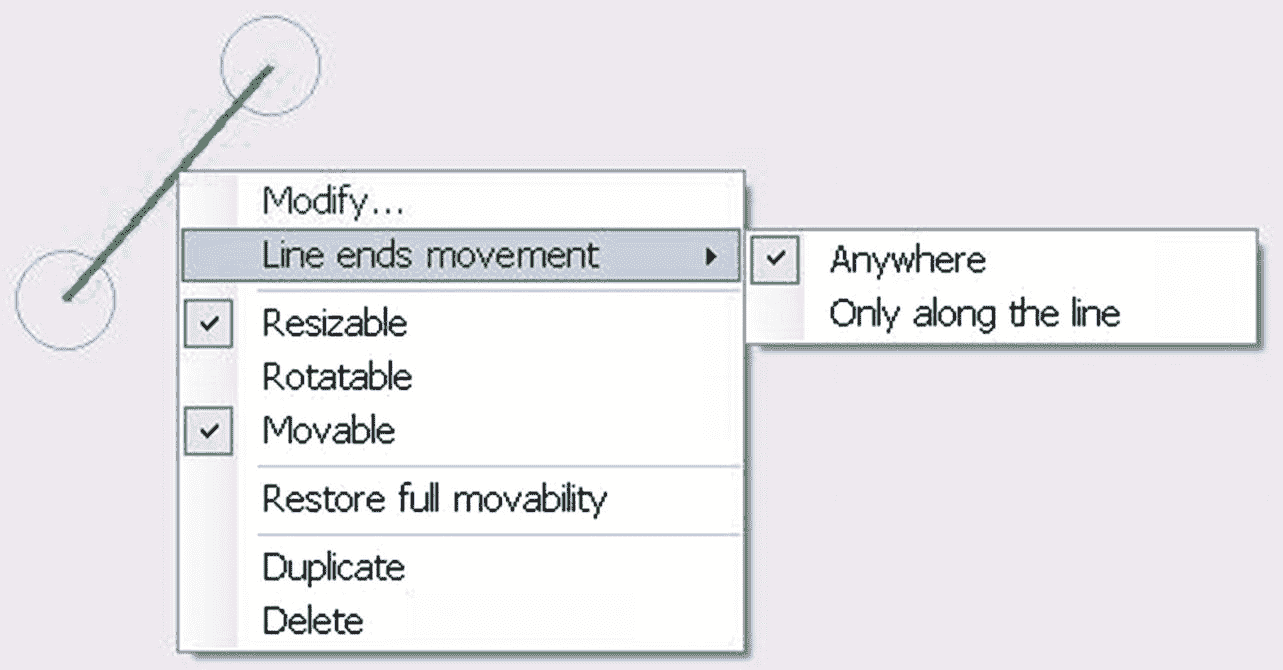 Modify...
Line ends movement
Anywhere
Only along the line
Resizable
Rotatable
Movable
Restore full movability
Duplicate
Delete